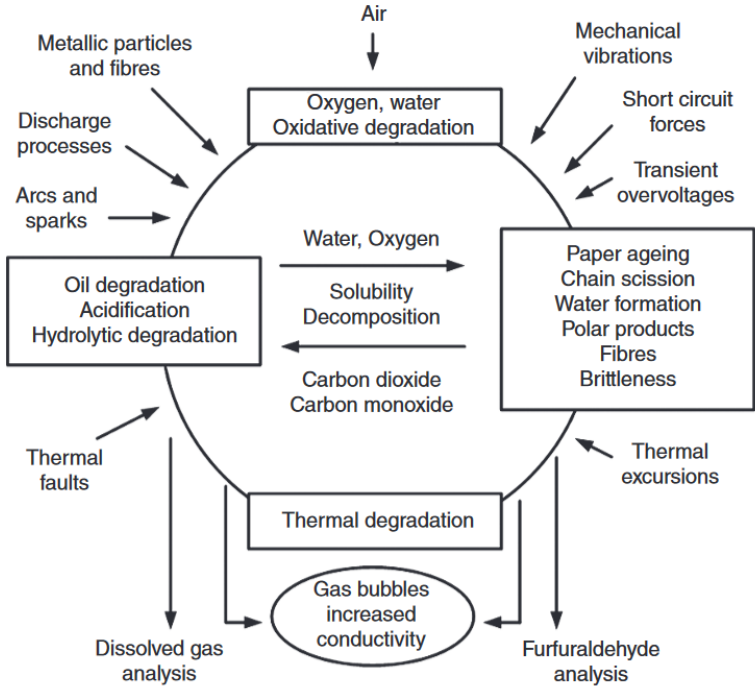 Air
Metallic particles
and fibres
Mechanical
vibrations
Oxygen, water
Oxidative degradation
Short circuit
forces
Discharge
processes
Transient
overvoltages
Arcs and
sparks
Water, Oxygen
Solubility
Decomposition
Carbon dioxide
Carbon monoxide
Oil degradation
Acidification
Hydrolytic degradation
Paper ageing
Chain scission
Water formation
Polar products
Fibres
Brittleness
Thermal
faults
Thermal
excursions
Thermal degradation
Gas bubbles
increased
conductivity
Dissolved gas
analysis
Furfuraldehyde
analysis